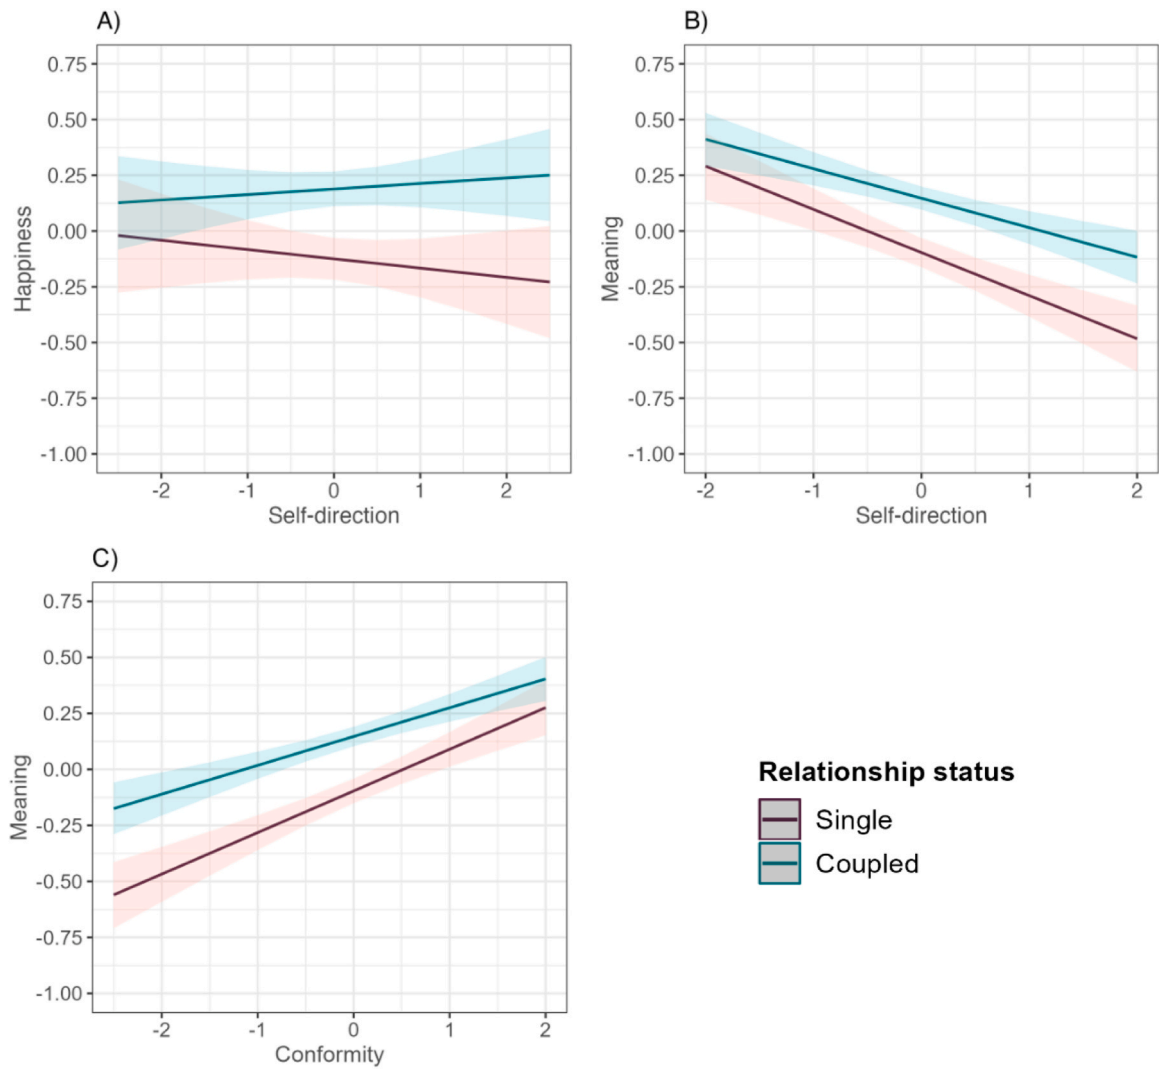 A)
0.75
0.50
0.25
0.00
-0.25
-0.50
-0.75
-1.00
Happiness
-2 -1 0 1 2
Self-direction
B)
0.75
0.50
0.25
0.00
-0.25
-0.50
-0.75
-1.00
Meaning
-2 -1 0 1 2
Self-direction
C)
0.75
0.50
0.25
0.00
-0.25
-0.50
-0.75
-1.00
Meaning
-2 -1 0 1 2
Conformity
Relationship status
Single
Coupled